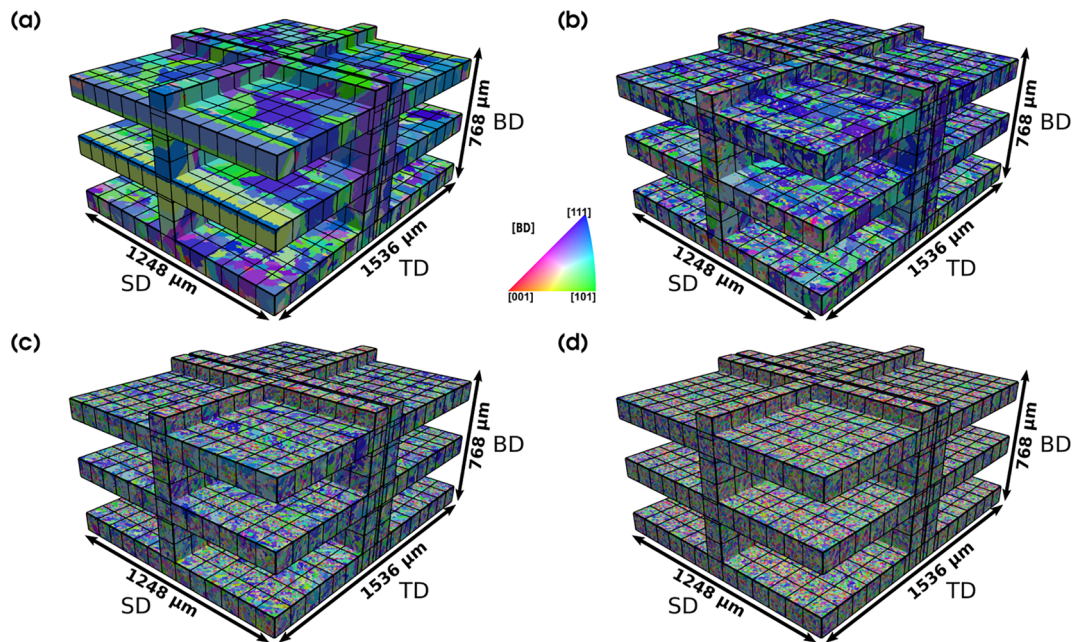 (a)
(b)
768 μm
BD
1248 μm
SD
1536 μm
TD
[BD]
[111]
[001]
[101]
768 μm
BD
1248 μm
SD
1536 μm
TD
(c)
(d)
768 μm
BD
1248 μm
SD
1536 μm
TD
768 μm
BD
1248 μm
SD
1536 μm
TD